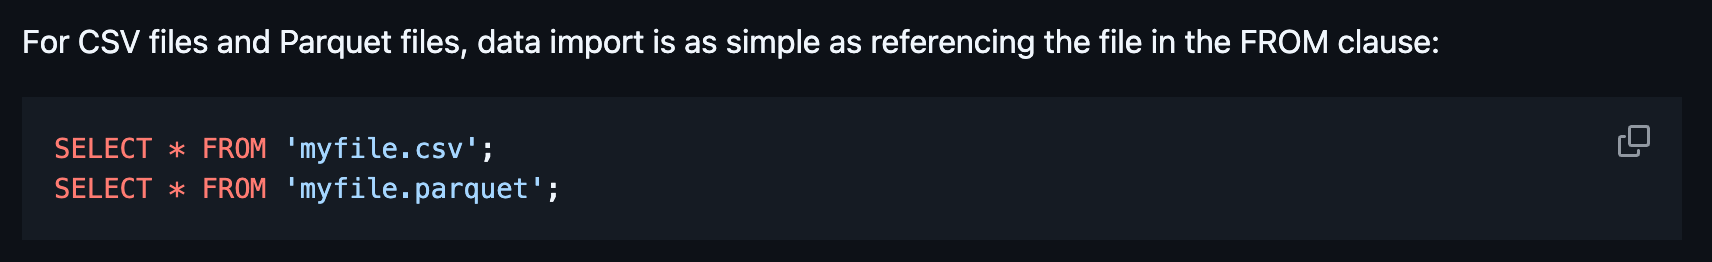 For CSV files and Parquet files, data import is as simple as referencing the file in the FROM clause:
SELECT * FROM 'myfile.csv';
SELECT * FROM 'myfile.parquet';